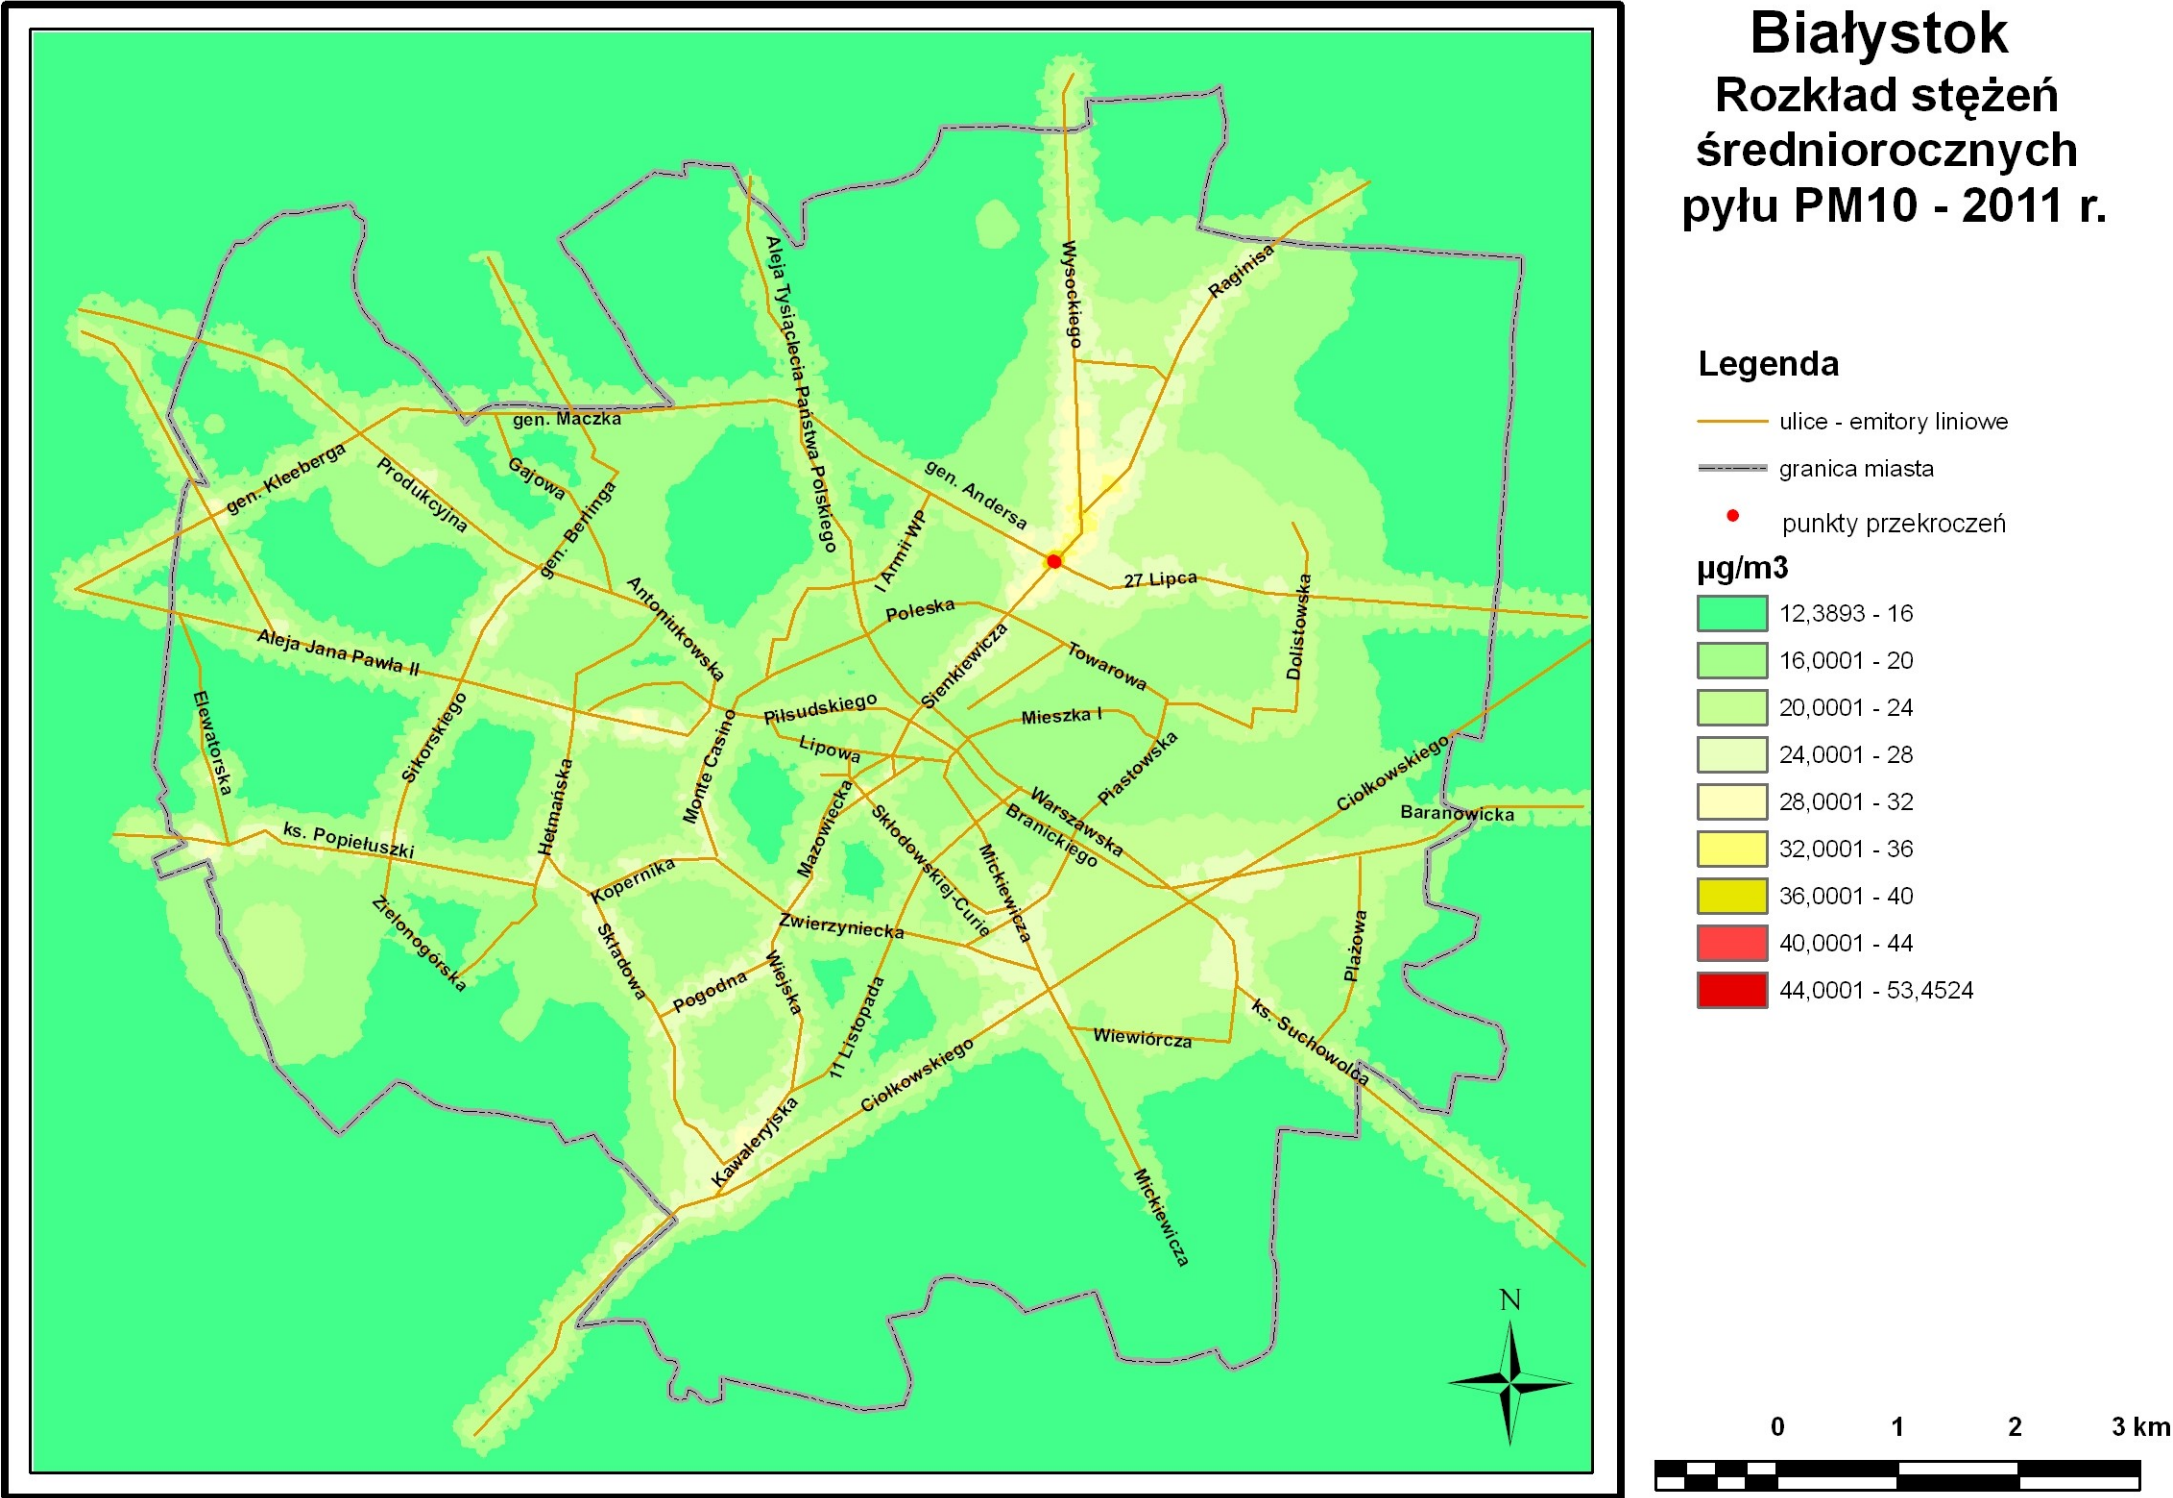 Białystok
Rozkład stężeń
średniorocznych
pyłu PM10 - 2011 r.
Legenda
ulice - emitory liniowe
granica miasta
punkty przekroczeń
µg/m3
12,3893 - 16
16,0001 - 20
20,0001 - 24
24,0001 - 28
28,0001 - 32
32,0001 - 36
36,0001 - 40
40,0001 - 44
44,0001 - 53,4524
Wysockiego
Raginisa
Aleja Tysiąclecia Państwa Polskiego
gen. Maczka
gen. Kleeberga
Produkcyjna
Gajowa
gen. Berlinga
gen. Andersa
I Armii WP
27 Lipca
Dolistowska
Antoniukowska
Poleska
Aleja Jana Pawła II
Sienkiewicza
Towarowa
Elewatorska
Sikorskiego
Piłsudskiego
Mieszka I
Lipowa
Monte Casino
Hetmańska
Piastowska
Ciołkowskiego
Baranowicka
Mazowiecka
Skłodowskiej-Curie
Warszawska
Branickiego
Mickiewicza
ks. Popiełuszki
Kopernika
Zwierzyniecka
Zielonogórska
Składowa
Pogodna
Wiejska
11 Listopada
Plażowa
ks. Suchowolca
Wiewiórcza
Ciołkowskiego
Kawaleryjska
Mickiewicza
N
0 1 2 3 km